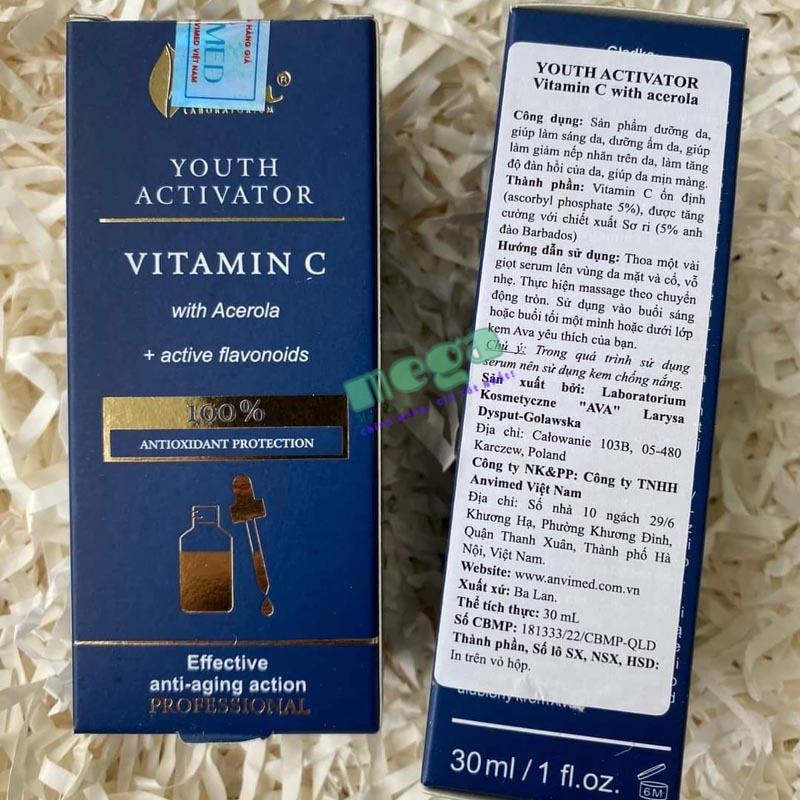 HÀNG GIẢ
MED
ANVIMED VIỆT NAM
LABORATORIUM
YOUTH
ACTIVATOR
VITAMIN C
with Acerola
+ active flavonoids
100%
ANTIOXIDANT PROTECTION
Effective
anti-aging action
PROFESSIONAL
mega
YOUTH ACTIVATOR
Vitamin C with acerola
Công dụng: Sản phẩm dưỡng da,
giúp làm sáng da, dưỡng ẩm da, giúp
làm giảm nếp nhăn trên da, làm tăng
độ đàn hồi của da, giúp da mịn màng.
Thành phần: Vitamin C ổn định
(ascorbyl phosphate 5%), được tăng
cường với chiết xuất Sơ ri (5% anh
đào Barbados)
Hướng dẫn sử dụng: Thoa một vài
giọt serum lên vùng da mặt và cổ, vỗ
nhẹ. Thực hiện massage theo chuyển
động tròn. Sử dụng vào buổi sáng
hoặc buổi tối một mình hoặc dưới lớp
kem Ava yêu thích của bạn.
Chú ý: Trong quá trình sử dụng
serum nên sử dụng kem chống nắng.
Sản xuất bởi: Laboratorium
Kosmetyczne "AVA" Larysa
Dysput-Golawska
Địa chỉ: Całowanie 103B, 05-480
Karczew, Poland
Công ty NK&PP: Công ty TNHH
Anvimed Việt Nam
Địa chỉ: Số nhà 10 ngách 29/6
Khương Hạ, Phường Khương Đình,
Quận Thanh Xuân, Thành phố Hà
Nội, Việt Nam.
Website: www.anvimed.com.vn
Xuất xứ: Ba Lan.
Thể tích thực: 30 mL
Số CBMP: 181333/22/CBMP-QLD
Thành phần, Số lô SX, NSX, HSD:
In trên vỏ hộp.
30 ml / 1 fl.oz.
6M